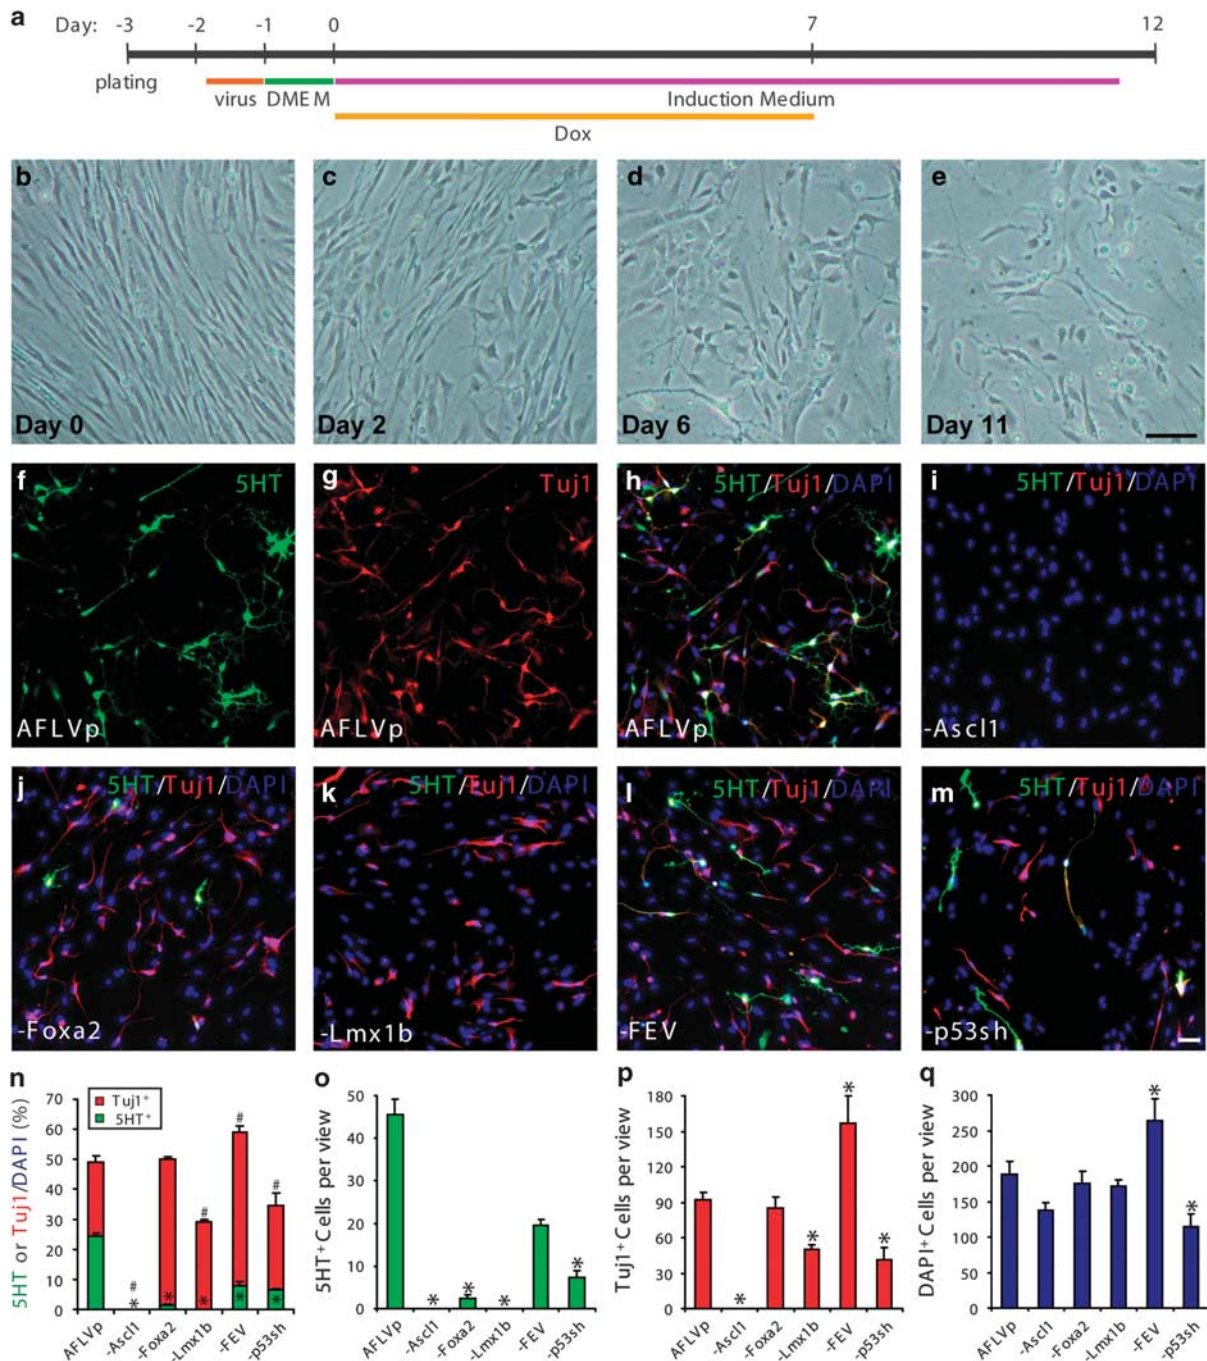 a
Day: -3 -2 -1 0 7 12
plating
virus DMEM Induction Medium
Dox
b c d e
Day 0 Day 2 Day 6 Day 11
f 5HT g Tuj1 h 5HT/Tuj1/DAPI i 5HT/Tuj1/DAPI
AFLVp AFLVp AFLVp -Ascl1
j 5HT/Tuj1/DAPI k 5HT/Tuj1/DAPI l 5HT/Tuj1/DAPI m 5HT/Tuj1/DAPI
-Foxa2 -Lmx1b -FEV -p53sh
n
5HT or Tuj1/DAPI (%)
70
60
50
40
30
20
10
0
Tuj1+
5HT+
# * * # * # * # *
AFLVp -Ascl1 -Foxa2 -Lmx1b -FEV -p53sh
o
5HT+ Cells per view
50
40
30
20
10
0
* * * *
AFLVp -Ascl1 -Foxa2 -Lmx1b -FEV -p53sh
p
Tuj1+ Cells per view
180
150
120
90
60
30
0
* * * *
AFLVp -Ascl1 -Foxa2 -Lmx1b -FEV -p53sh
q
DAPI+ Cells per view
300
250
200
150
100
50
0
* *
AFLVp -Ascl1 -Foxa2 -Lmx1b -FEV -p53sh